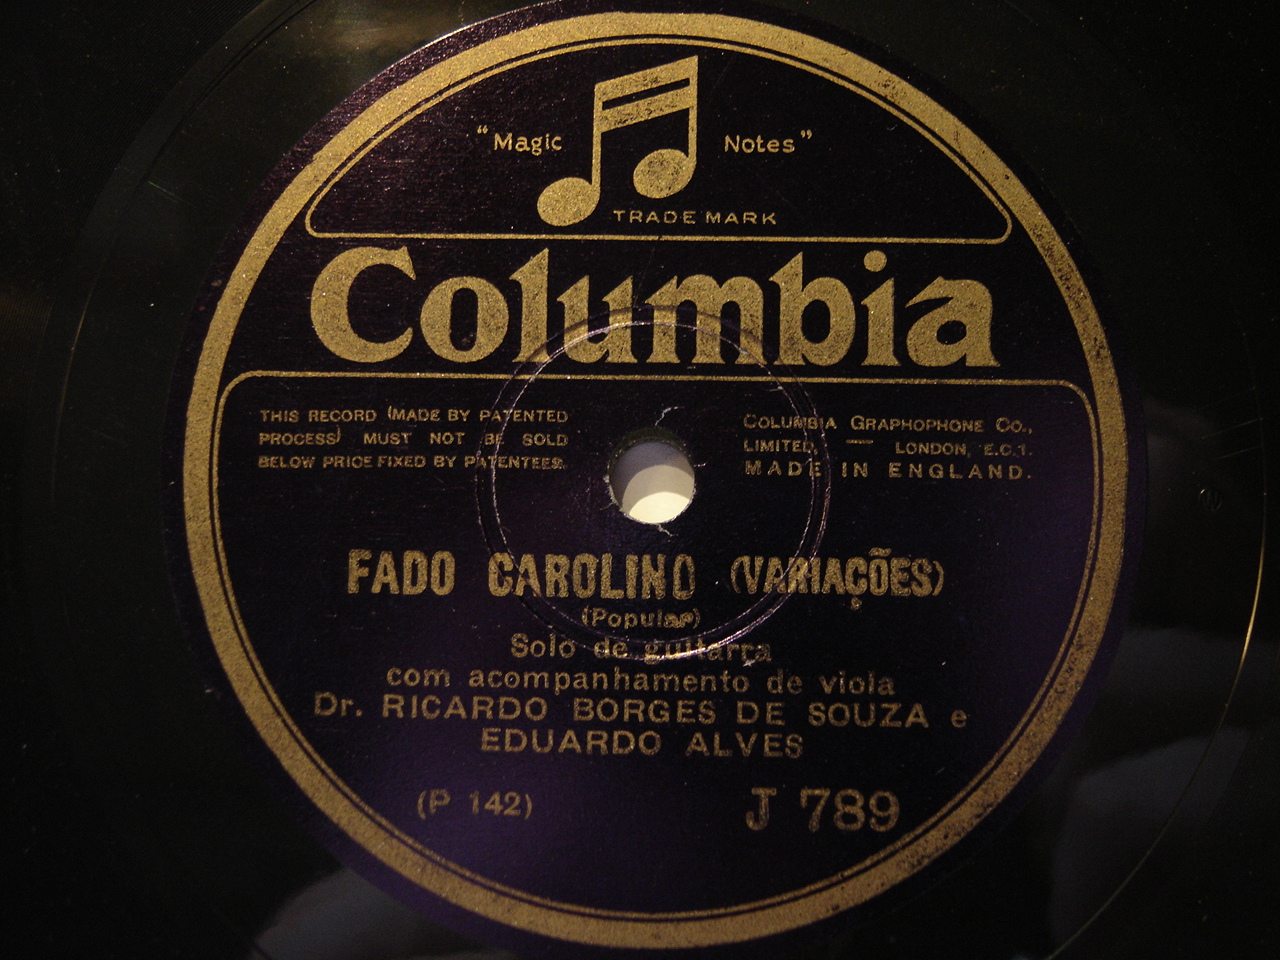 "Magic Notes"
TRADE MARK
Columbia
THIS RECORD (MADE BY PATENTED
PROCESS) MUST NOT BE SOLD
BELOW PRICE FIXED BY PATENTEES.
COLUMBIA GRAPHOPHONE CO.,
LIMITED, — LONDON, E.C.1.
MADE IN ENGLAND.
FADO CAROLINO (VARIAÇÕES)
(Popular)
Solo de guitarra
com acompanhamento de viola
Dr. RICARDO BORGES DE SOUZA e
EDUARDO ALVES
(P 142)
J 789